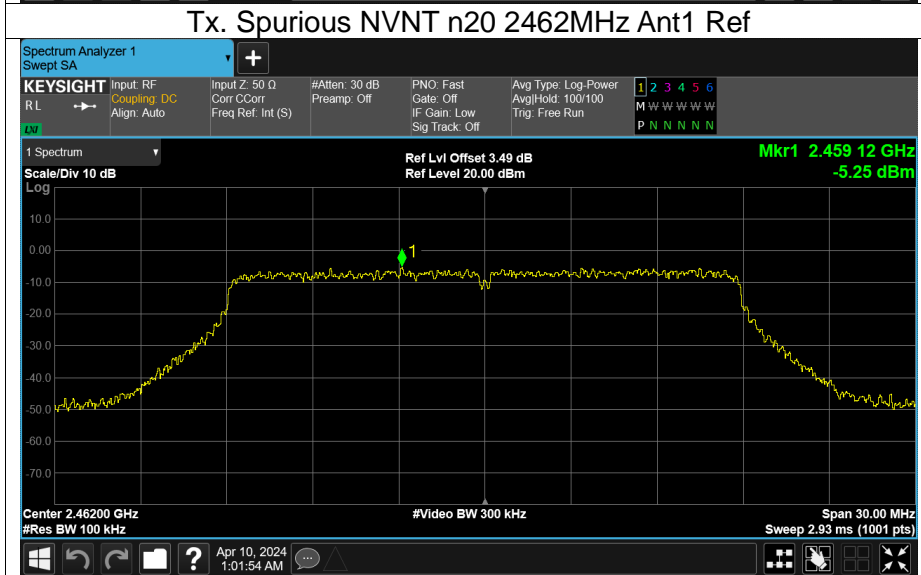 Tx. Spurious NVNT n20 2462MHz Ant1 Ref
Spectrum Analyzer 1
Swept SA
+
KEYSIGHT
R L
LXI
Input: RF
Coupling: DC
Align: Auto
Input Z: 50 Ω
Corr CCorr
Freq Ref: Int (S)
#Atten: 30 dB
Preamp: Off
PNO: Fast
Gate: Off
IF Gain: Low
Sig Track: Off
Avg Type: Log-Power
Avg|Hold: 100/100
Trig: Free Run
1 2 3 4 5 6
M W W W W W
P N N N N N
1 Spectrum
Scale/Div 10 dB
Ref Lvl Offset 3.49 dB
Ref Level 20.00 dBm
Mkr1 2.459 12 GHz
-5.25 dBm
Log
10.0
0.00
-10.0
-20.0
-30.0
-40.0
-50.0
-60.0
-70.0
1
Center 2.46200 GHz
#Res BW 100 kHz
#Video BW 300 kHz
Span 30.00 MHz
Sweep 2.93 ms (1001 pts)
?
Apr 10, 2024
1:01:54 AM